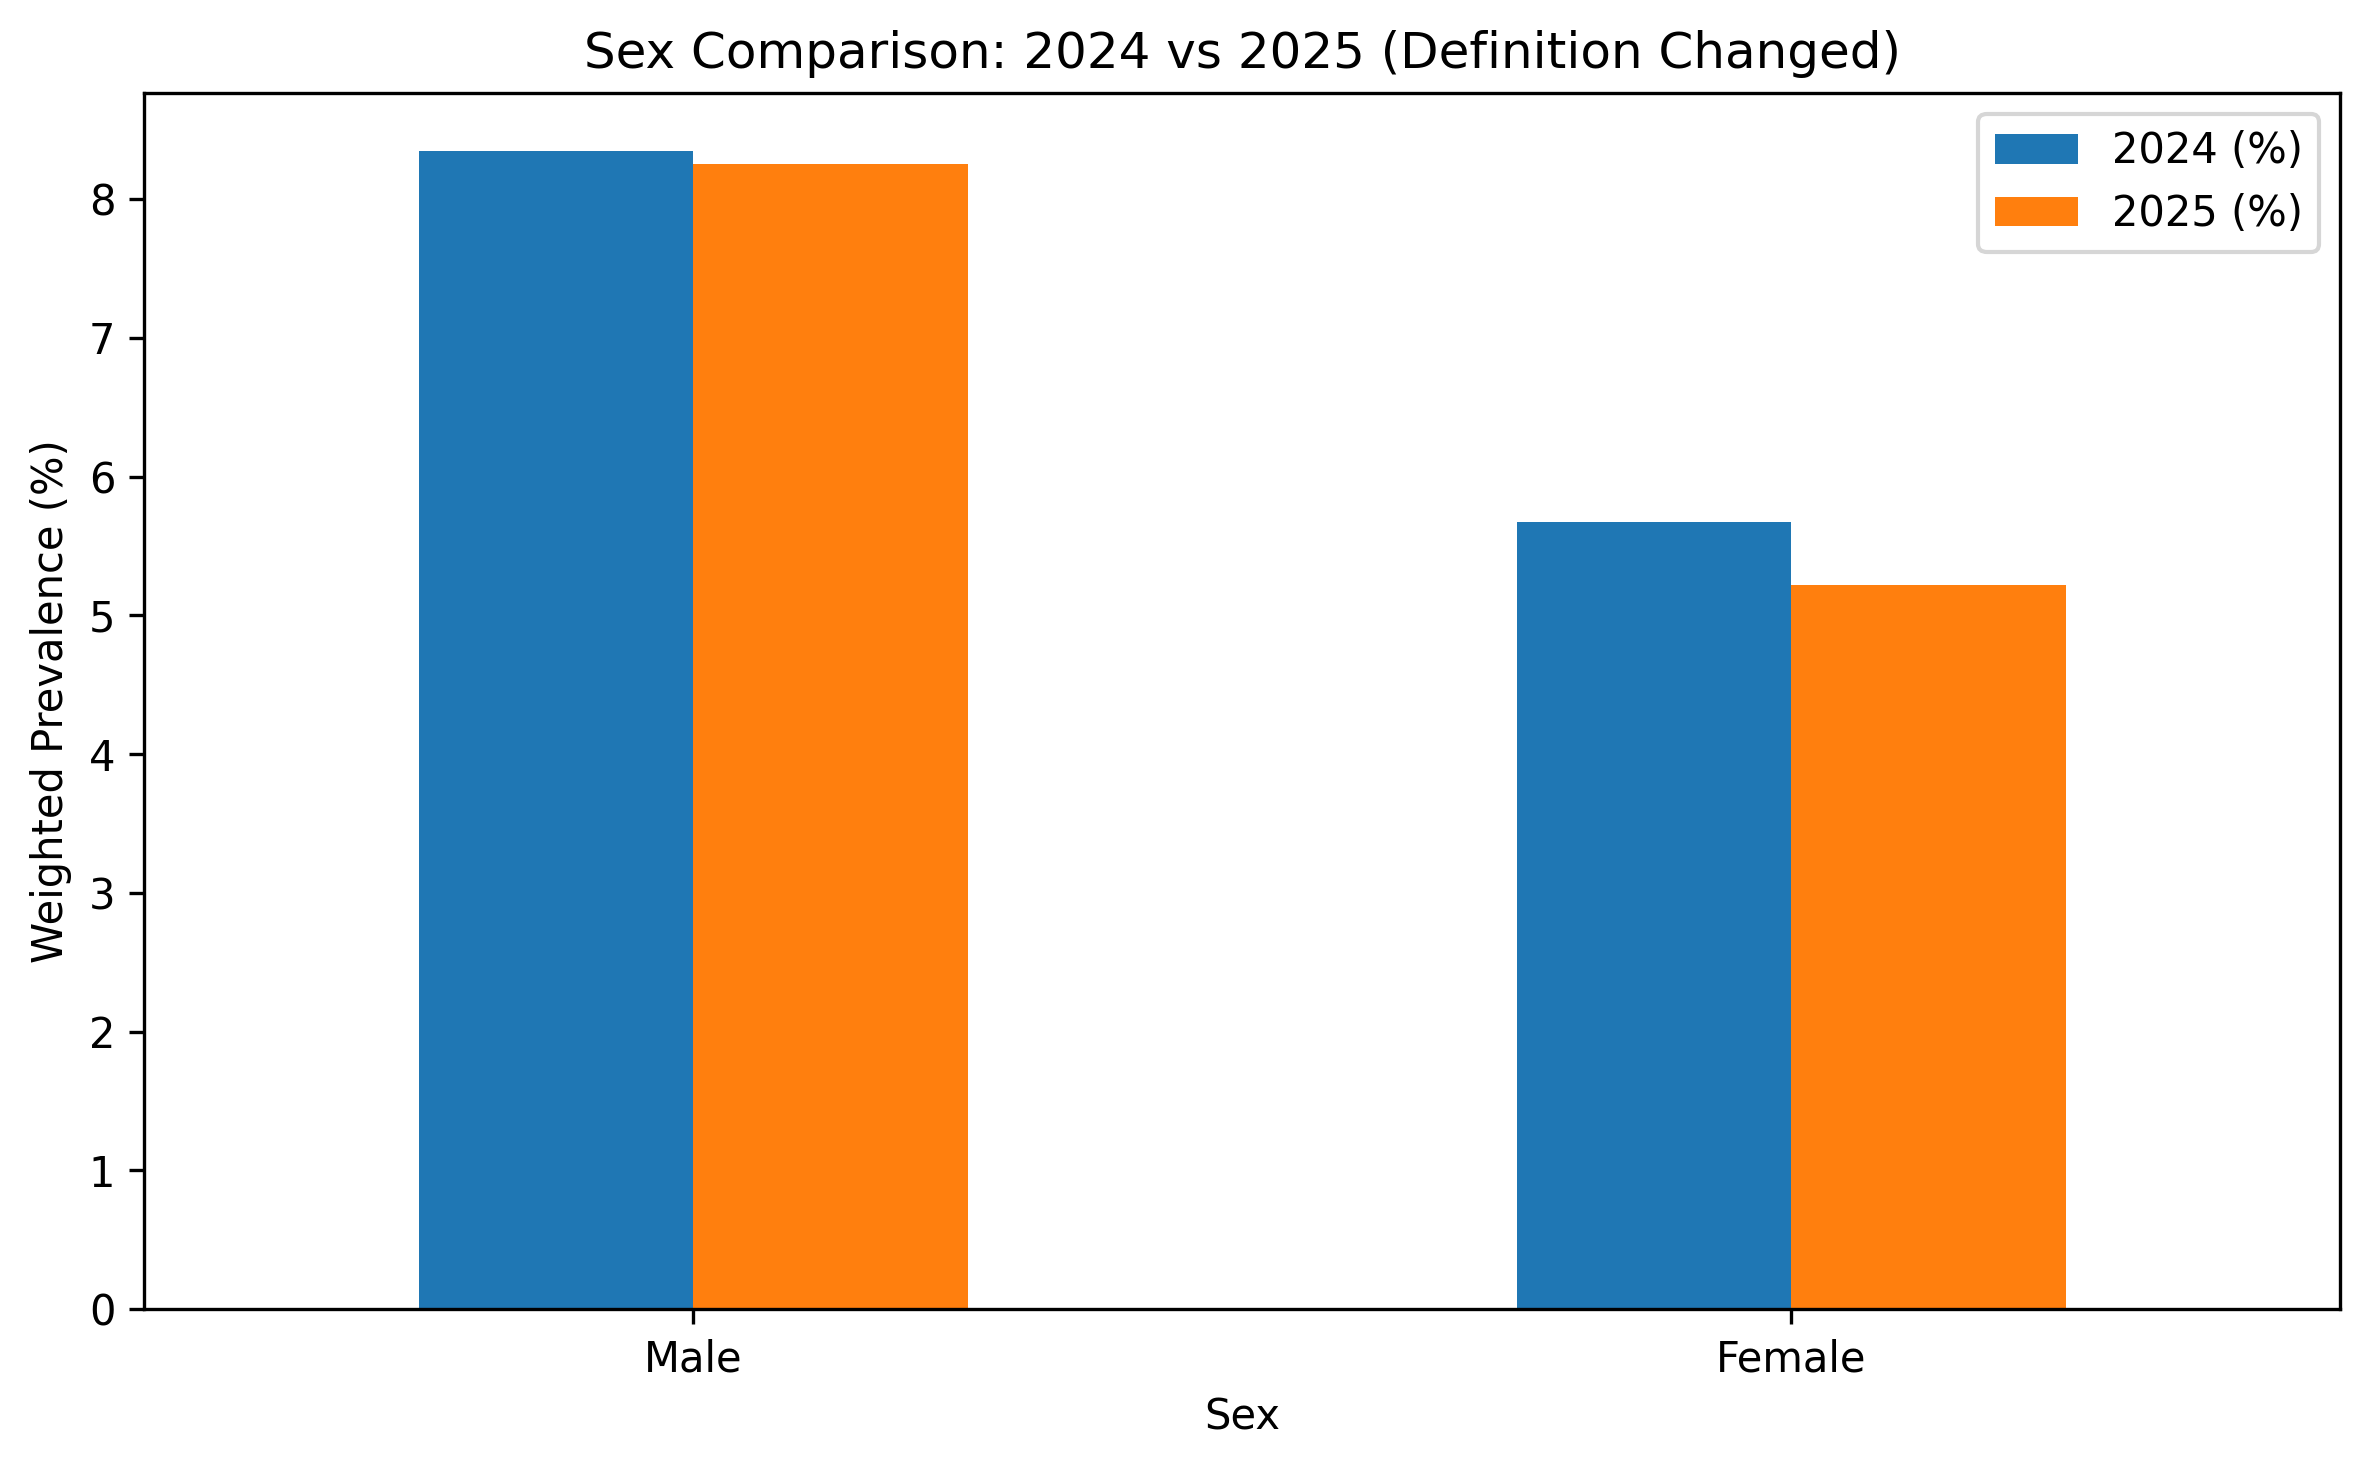 Sex Comparison: 2024 vs 2025 (Definition Changed)
2024 (%)
2025 (%)
Weighted Prevalence (%)
8
7
6
5
4
3
2
1
0
Male
Female
Sex